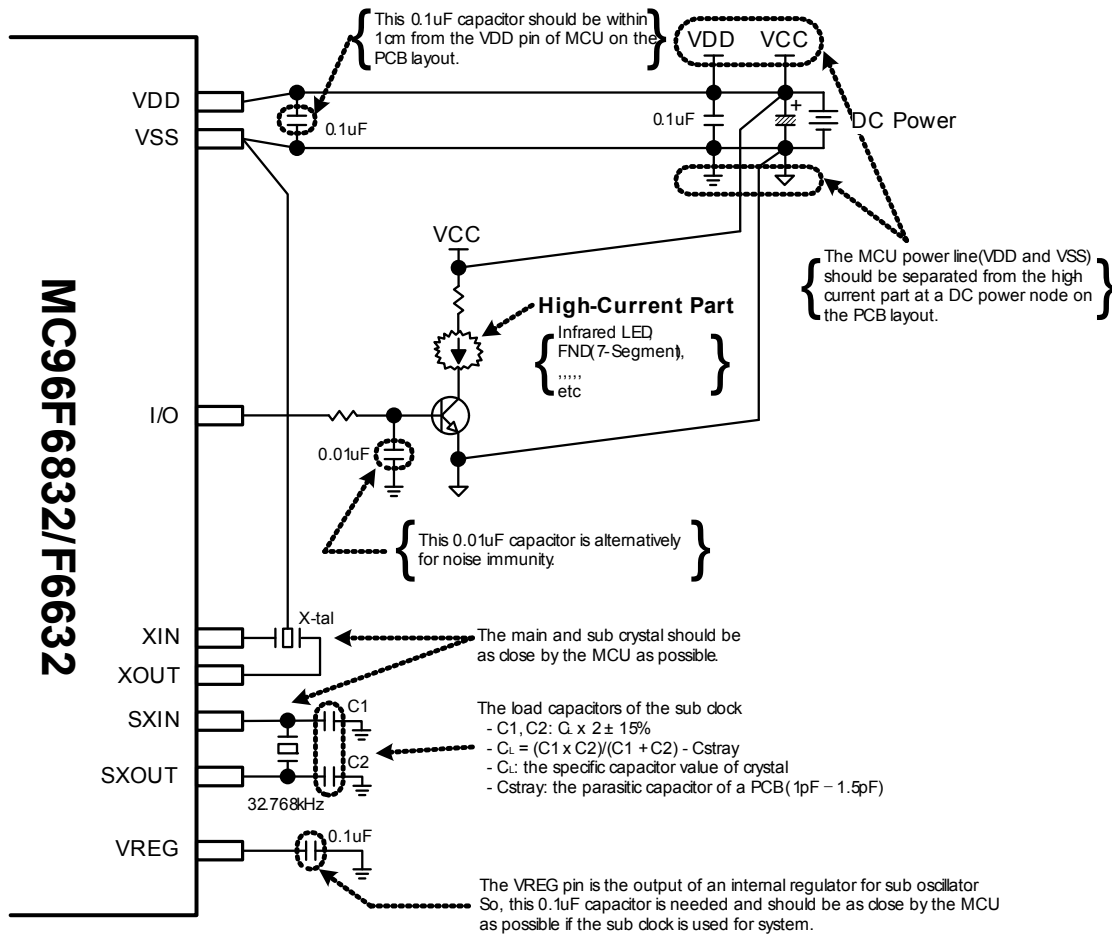 This 0.1uF capacitor should be within
1cm from the VDD pin of MCU on the
PCB layout.
VDD VCC
VDD
VSS
0.1uF
0.1uF
+
DC Power
The MCU power line(VDD and VSS)
should be separated from the high
current part at a DC power node on
the PCB layout.
VCC
High-Current Part
Infrared LED,
FND(7-Segment),
,,,,,
etc
MC96F6832/F6632
I/O
0.01uF
This 0.01uF capacitor is alternatively
for noise immunity.
X-tal
XIN
XOUT
The main and sub crystal should be
as close by the MCU as possible.
SXIN
C1
SXOUT
C2
32.768kHz
The load capacitors of the sub clock
- C1, C2: CL x 2 ± 15%
- CL = (C1 x C2)/(C1 + C2) - Cstray
- CL: the specific capacitor value of crystal
- Cstray: the parasitic capacitor of a PCB(1pF – 1.5pF)
VREG
0.1uF
The VREG pin is the output of an internal regulator for sub oscillator.
So, this 0.1uF capacitor is needed and should be as close by the MCU
as possible if the sub clock is used for system.